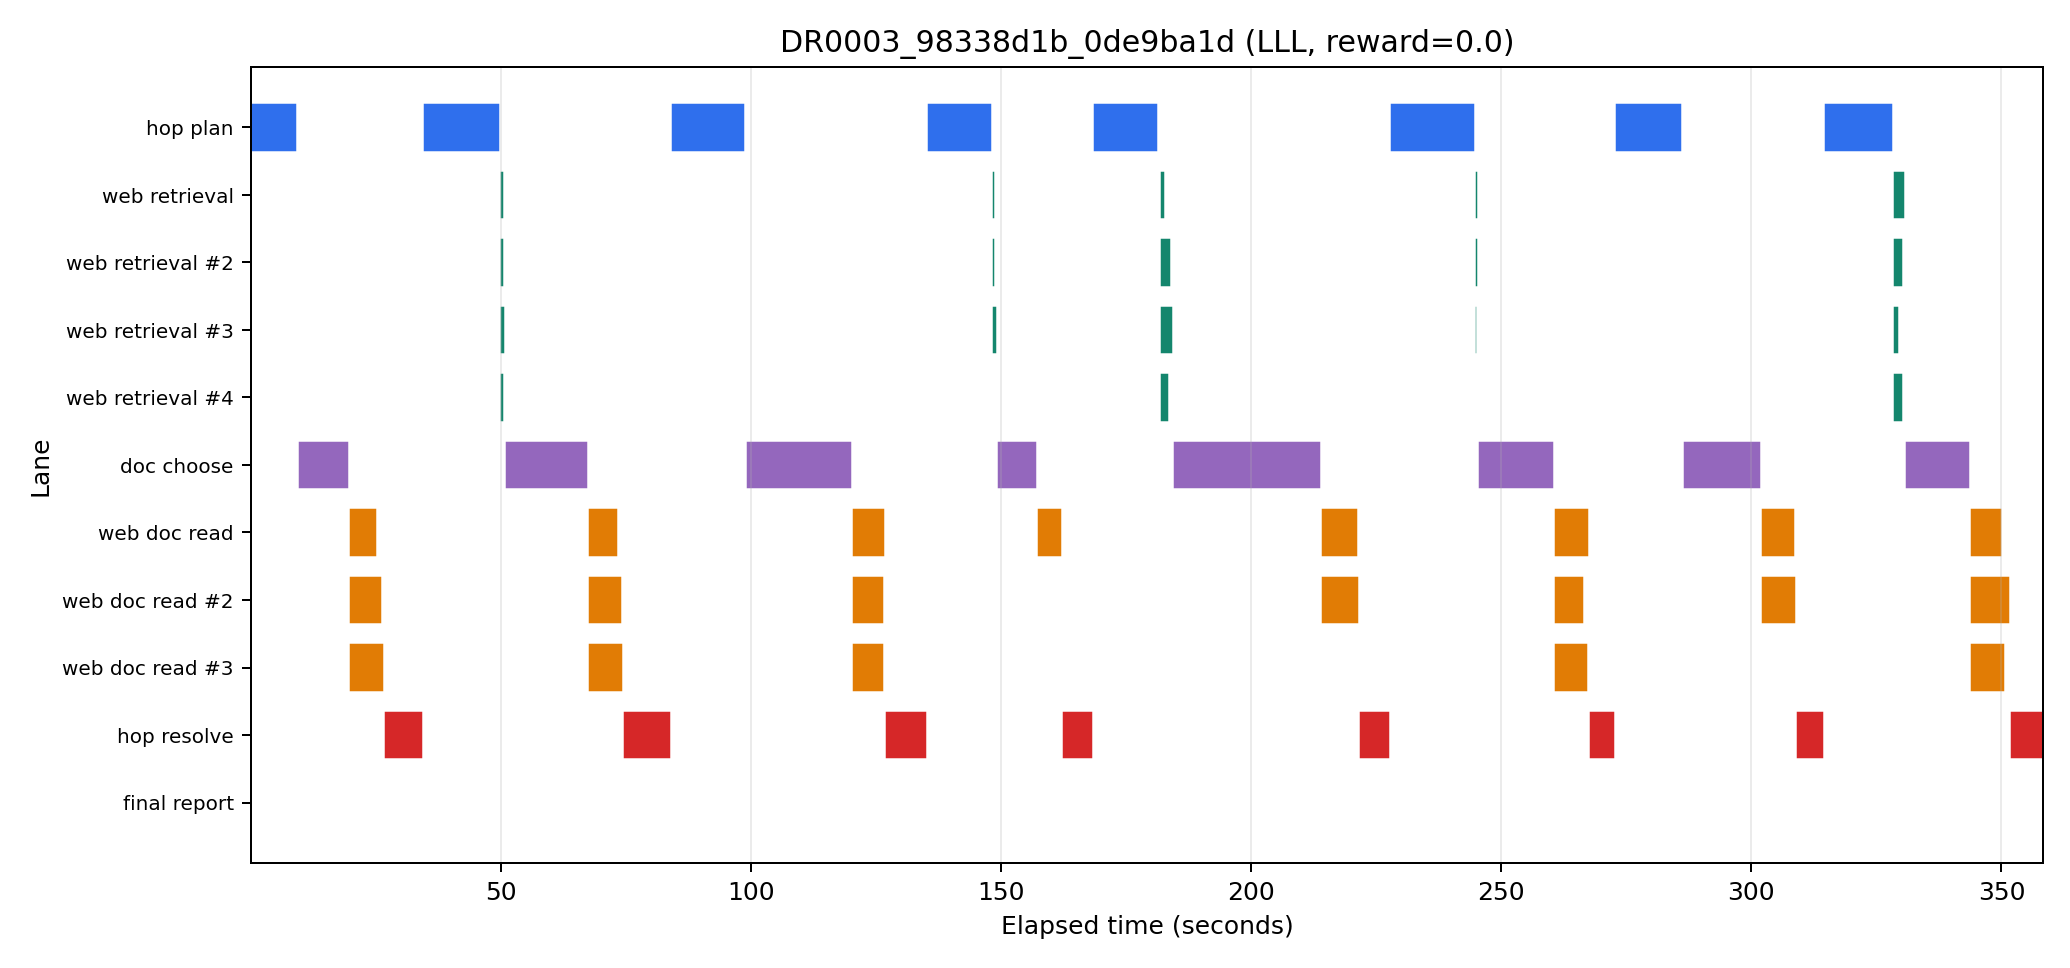 DR0003_98338d1b_0de9ba1d (LLL, reward=0.0)
hop plan
web retrieval
web retrieval #2
web retrieval #3
web retrieval #4
doc choose
web doc read
web doc read #2
web doc read #3
hop resolve
final report
Lane
50 100 150 200 250 300 350
Elapsed time (seconds)